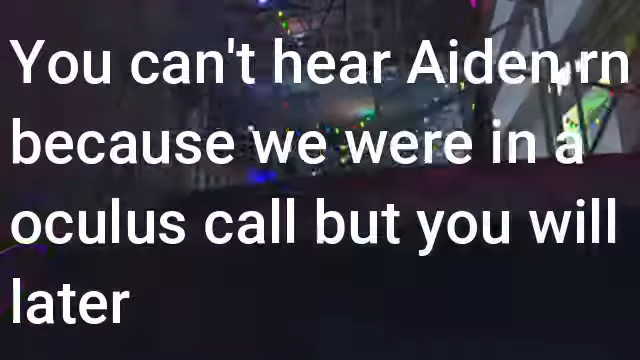 You can't hear Aiden rn
because we were in a
oculus call but you will
later